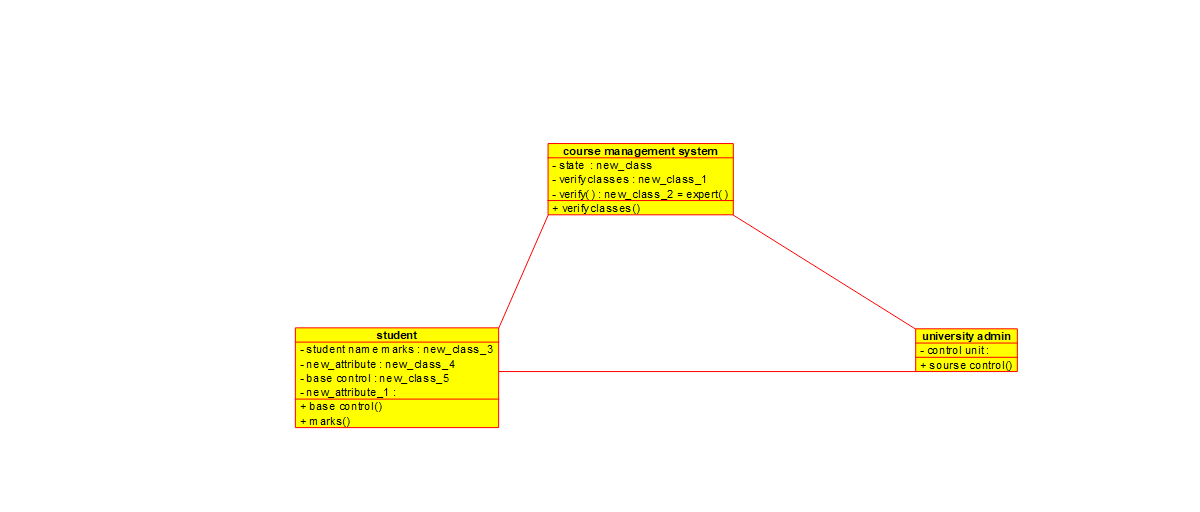 course management system
- state : new_class
- verifyclasses : new_class_1
- verify() : new_class_2 = expert()
+ verifyclasses()
student
- student name marks : new_class_3
- new_attribute : new_class_4
- base control : new_class_5
- new_attribute_1 :
+ base control()
+ marks()
university admin
- control unit :
+ sourse control()